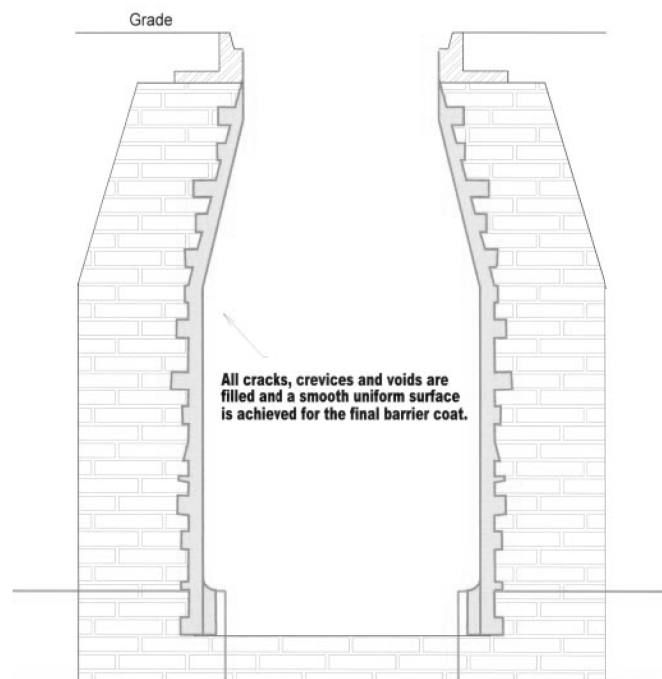 Grade
All cracks, crevices and voids are
filled and a smooth uniform surface
is achieved for the final barrier coat.